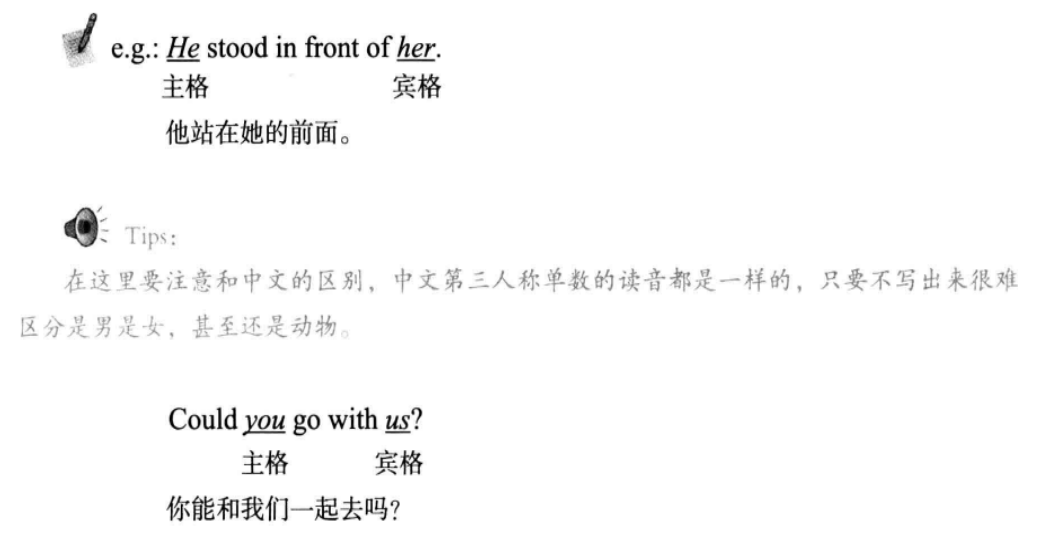 e.g.: He stood in front of her.
主格 宾格
他站在她的前面。
Tips:
在这里要注意和中文的区别，中文第三人称单数的读音都是一样的，只要不写出来很难
区分是男是女，甚至还是动物。
Could you go with us?
主格 宾格
你能和我们一起去吗？